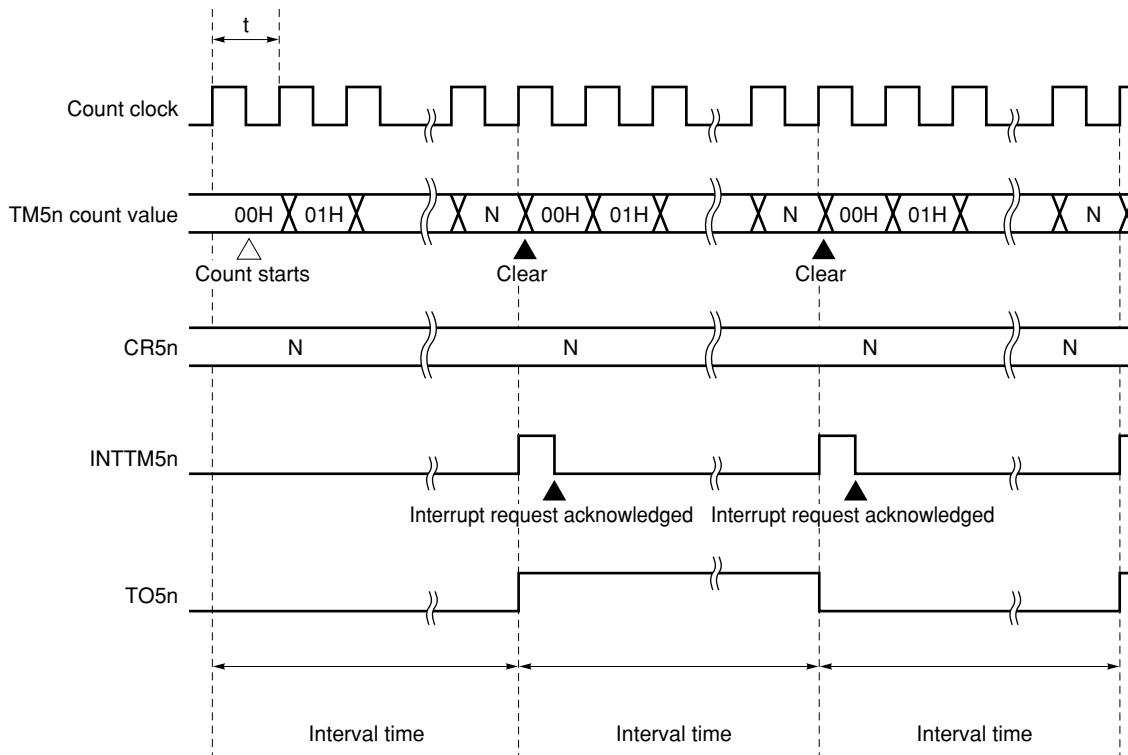 t
Count clock
TM5n count value 00H 01H N 00H 01H N 00H 01H N
Count starts Clear Clear
CR5n N N N N
INTTM5n
Interrupt request acknowledged Interrupt request acknowledged
TO5n
Interval time Interval time Interval time